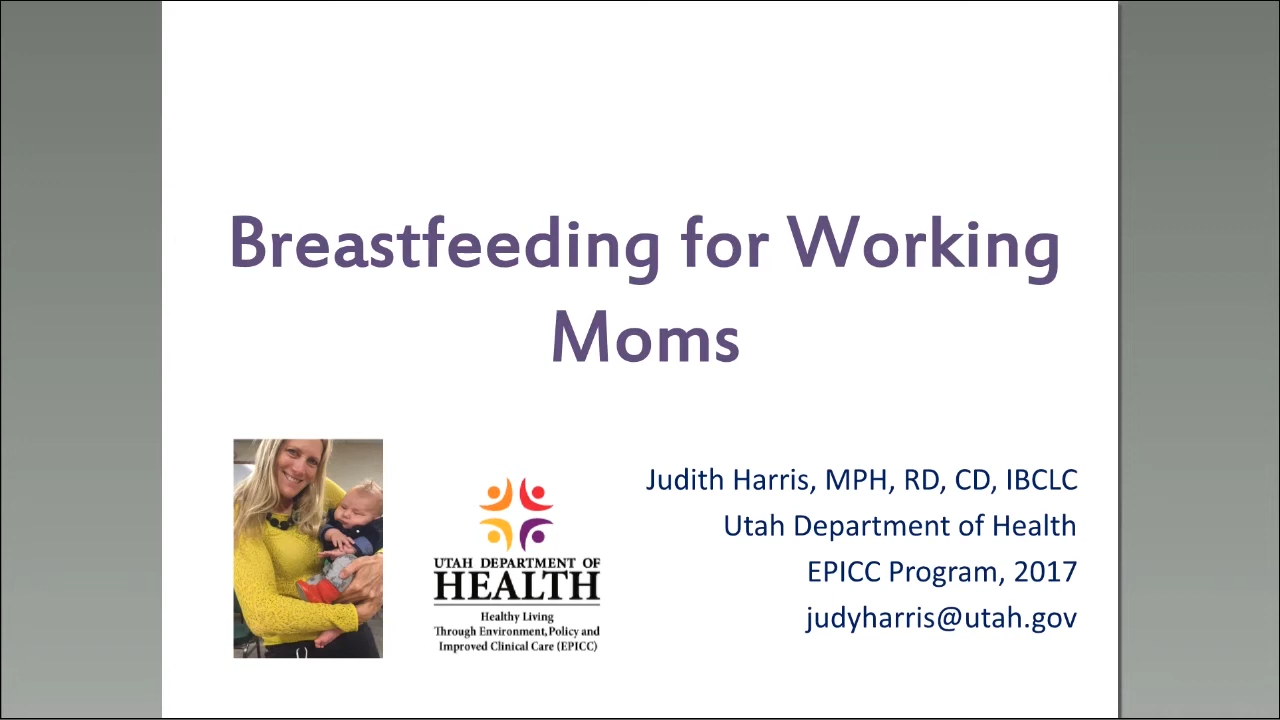 Breastfeeding for Working
Moms
Judith Harris, MPH, RD, CD, IBCLC
Utah Department of Health
EPICC Program, 2017
judyharris@utah.gov
UTAH DEPARTMENT OF
HEALTH
Healthy Living
Through Environment, Policy and
Improved Clinical Care (EPICC)